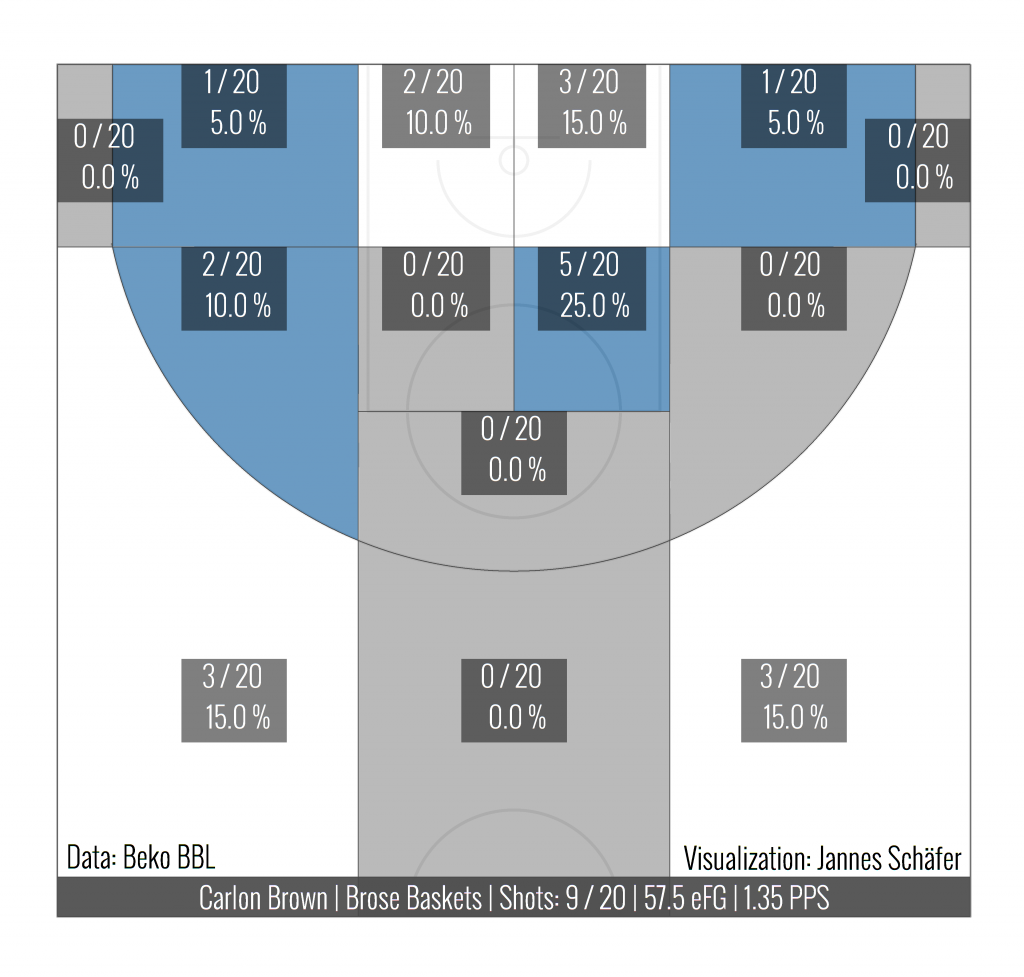 1 / 20
5.0 %
2 / 20
10.0 %
3 / 20
15.0 %
1 / 20
5.0 %
0 / 20
0.0 %
0 / 20
0.0 %
2 / 20
10.0 %
0 / 20
0.0 %
5 / 20
25.0 %
0 / 20
0.0 %
0 / 20
0.0 %
3 / 20
15.0 %
0 / 20
0.0 %
3 / 20
15.0 %
Data: Beko BBL
Visualization: Jannes Schäfer
Carlon Brown | Brose Baskets | Shots: 9 / 20 | 57.5 eFG | 1.35 PPS